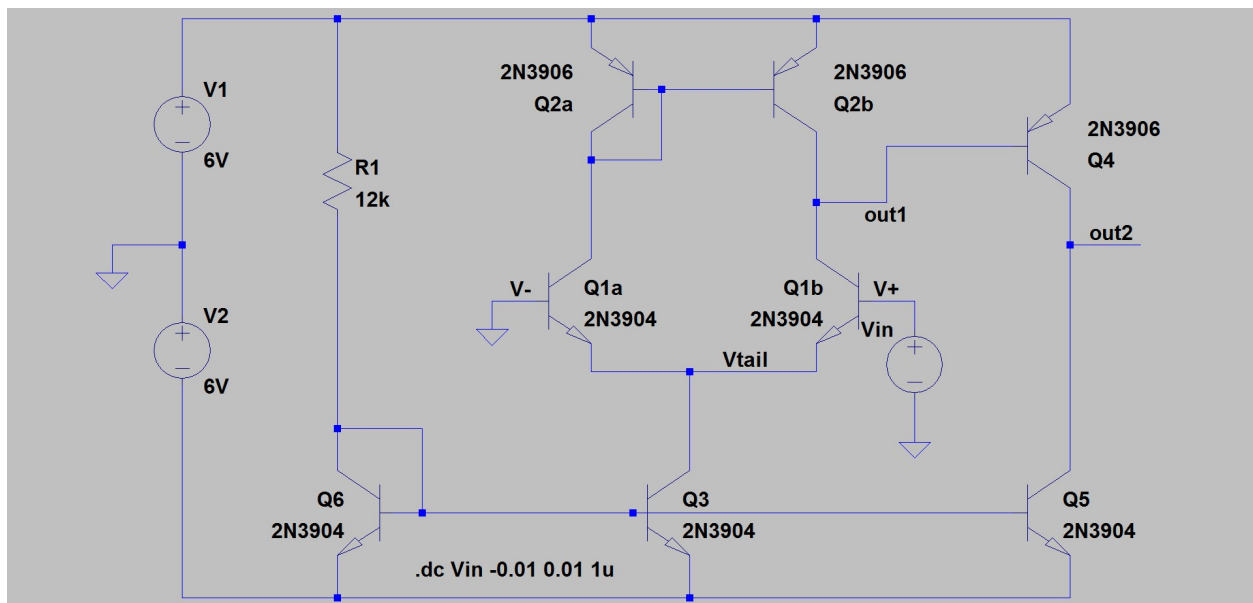 V1
6V
V2
6V
R1
12k
2N3906
Q2a
2N3906
Q2b
2N3906
Q4
out1
out2
V-
Q1a
2N3904
Q1b
2N3904
V+
Vin
Vtail
Q6
2N3904
Q3
2N3904
Q5
2N3904
.dc Vin -0.01 0.01 1u